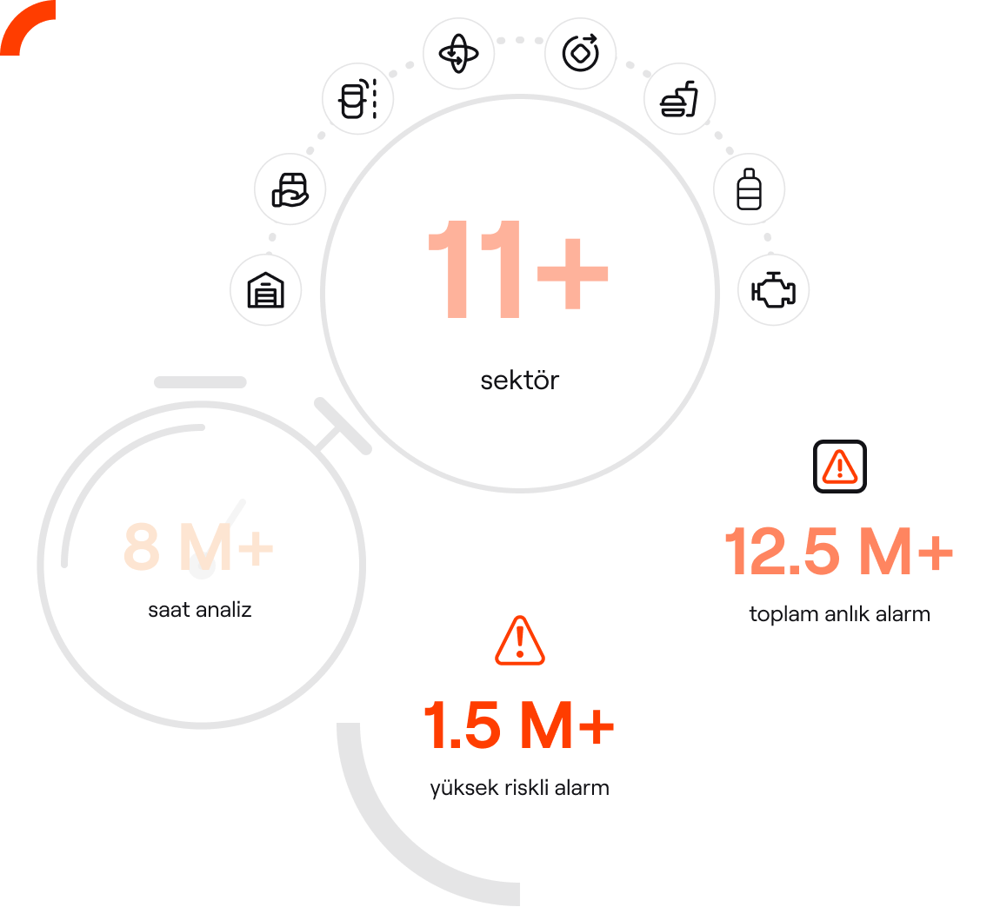 11+
sektör
8 M+
saat analiz
12.5 M+
toplam anlık alarm
1.5 M+
yüksek riskli alarm